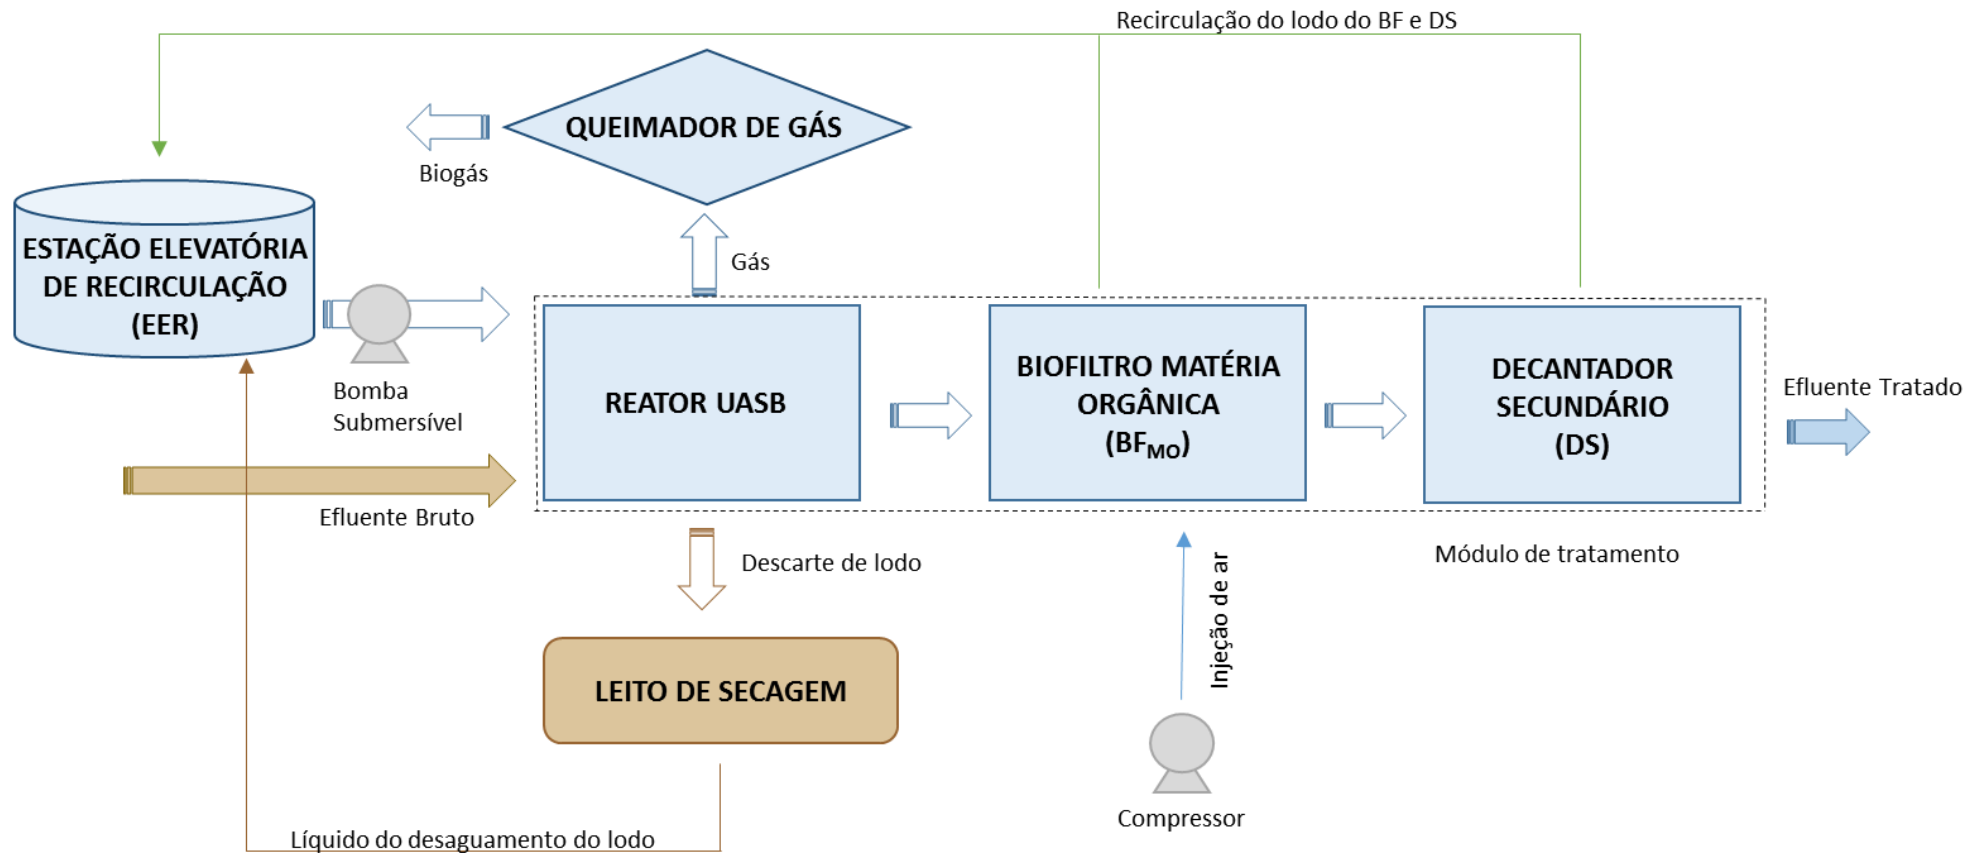 Recirculação do lodo do BF e DS
QUEIMADOR DE GÁS
Biogás
Gás
ESTAÇÃO ELEVATÓRIA
DE RECIRCULAÇÃO
(EER)
Bomba
Submersível
REATOR UASB
BIOFILTRO MATÉRIA
ORGÂNICA
(BFMO)
DECANTADOR
SECUNDÁRIO
(DS)
Efluente Tratado
Efluente Bruto
Descarte de lodo
Injeção de ar
Módulo de tratamento
LEITO DE SECAGEM
Compressor
Líquido do desaguamento do lodo